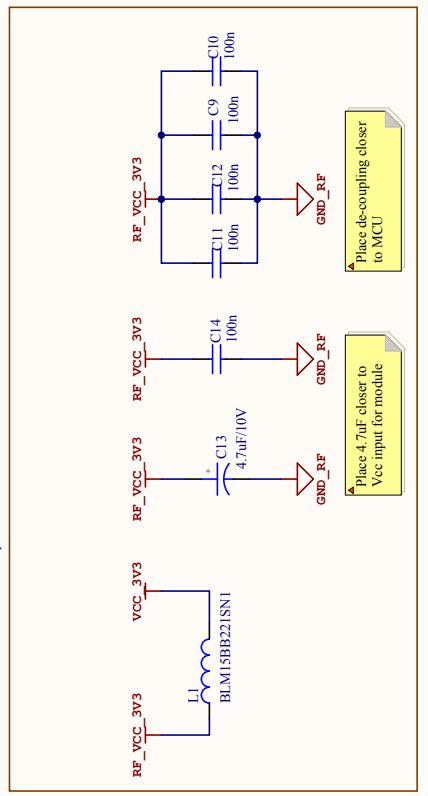 RF_VCC_3V3
L1
BLM15BB221SN1
VCC_3V3
RF_VCC_3V3
+
C13
4.7uF/10V
GND_RF
RF_VCC_3V3
C14
100n
GND_RF
RF_VCC_3V3
C11
100n
C12
100n
C9
100n
C10
100n
GND_RF
Place 4.7uF closer to
Vcc input for module
Place de-coupling closer
to MCU